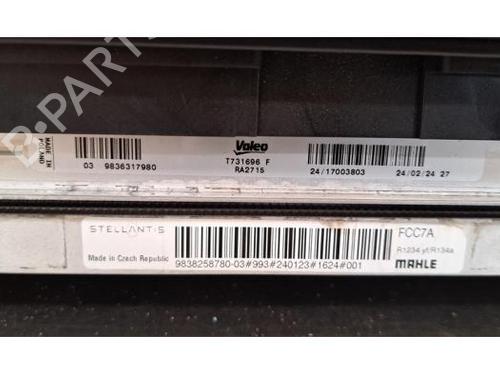 MADE IN
POLAND
03 9836317980
Valeo
T731696 F
RA2715
24/17003803
24/02/24 27
STELLANTIS
Made in Czech Republic
9838258780-03#993#240123#1624#001
FCC7A
R1234 yf/R134a
MAHLE